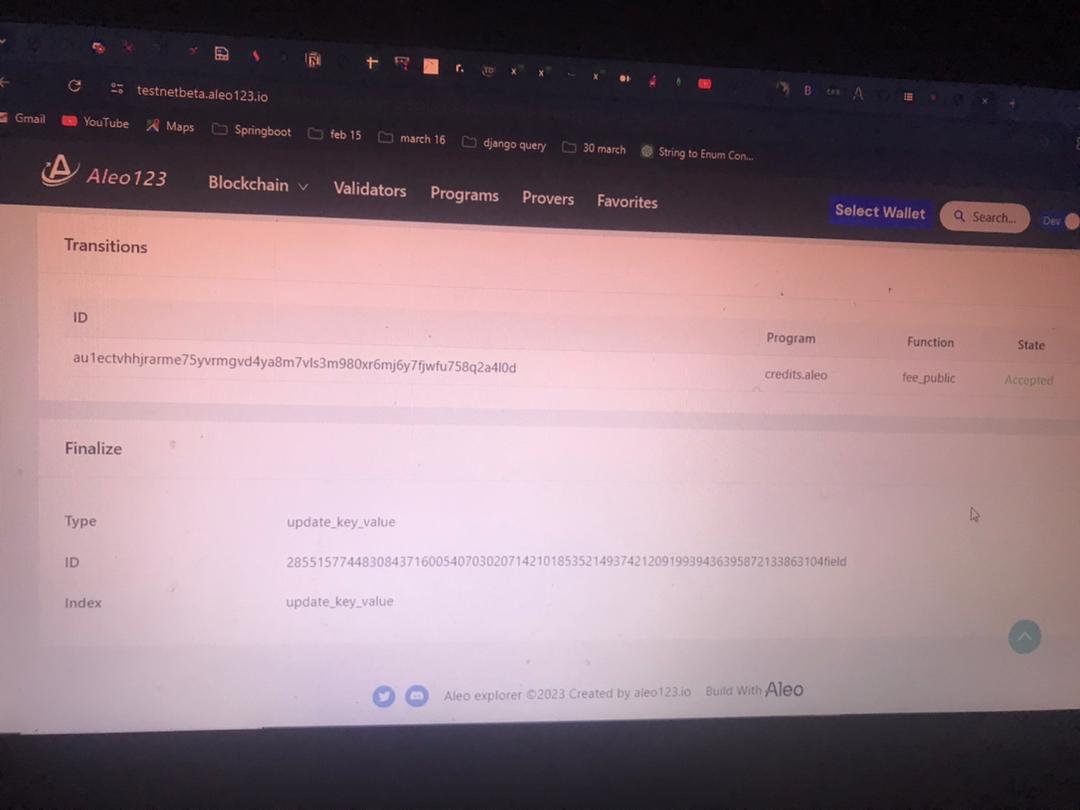 testnetbeta.aleo123.io
Gmail YouTube Maps Springboot feb 15 march 16 django query 30 march String to Enum Con...
Aleo123 Blockchain Validators Programs Provers Favorites Select Wallet Search... Dev
Transitions
ID Program Function State
au1ectvhhjrarme75yvrmgvd4ya8m7vls3m980xr6mj6y7fjwfu758q2a4l0d credits.aleo fee_public Accepted
Finalize
Type update_key_value
ID 2855157744830843716005407030207142101853521493742120919939436395872133863104field
Index update_key_value
Aleo explorer ©2023 Created by aleo123.io Build With Aleo